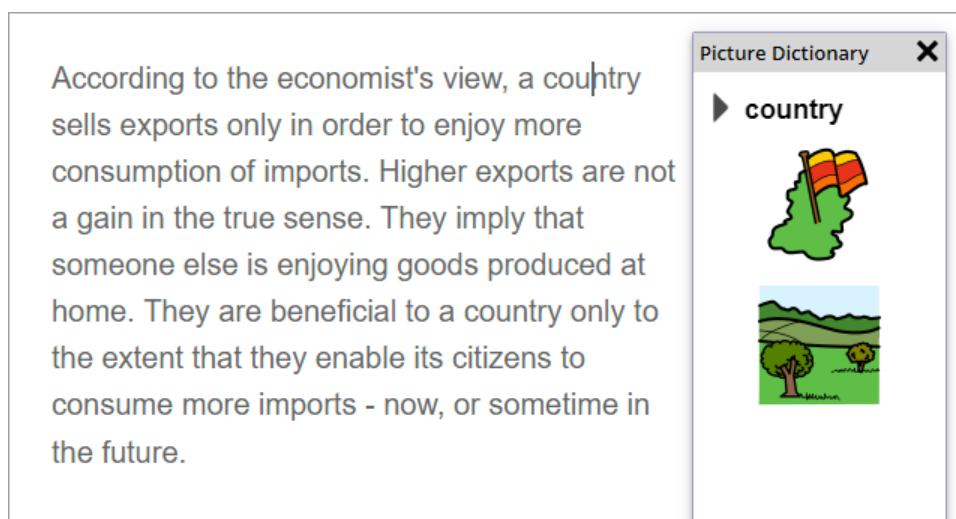 According to the economist's view, a country
sells exports only in order to enjoy more
consumption of imports. Higher exports are not
a gain in the true sense. They imply that
someone else is enjoying goods produced at
home. They are beneficial to a country only to
the extent that they enable its citizens to
consume more imports - now, or sometime in
the future.
Picture Dictionary
country